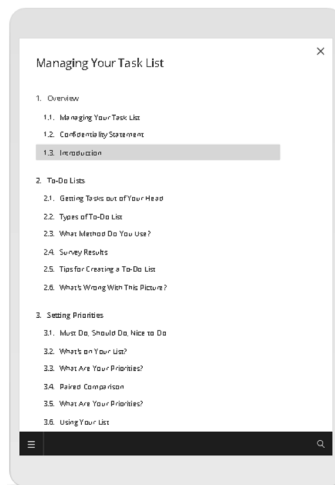 Managing Your Task List
1. Overview
1.1. Managing Your Task List
1.2. Confidentiality Statement
1.3. Introduction
2. To-Do Lists
2.1. Getting Tasks out of Your Head
2.2. Types of To-Do List
2.3. What Method Do You Use?
2.4. Survey Results
2.5. Tips for Creating a To-Do List
2.6. What's Wrong With This Picture?
3. Setting Priorities
3.1. Must Do, Should Do, Nice to Do
3.2. What's on Your List?
3.3. What Are Your Priorities?
3.4. Paired Comparison
3.5. What Are Your Priorities?
3.6. Using Your List